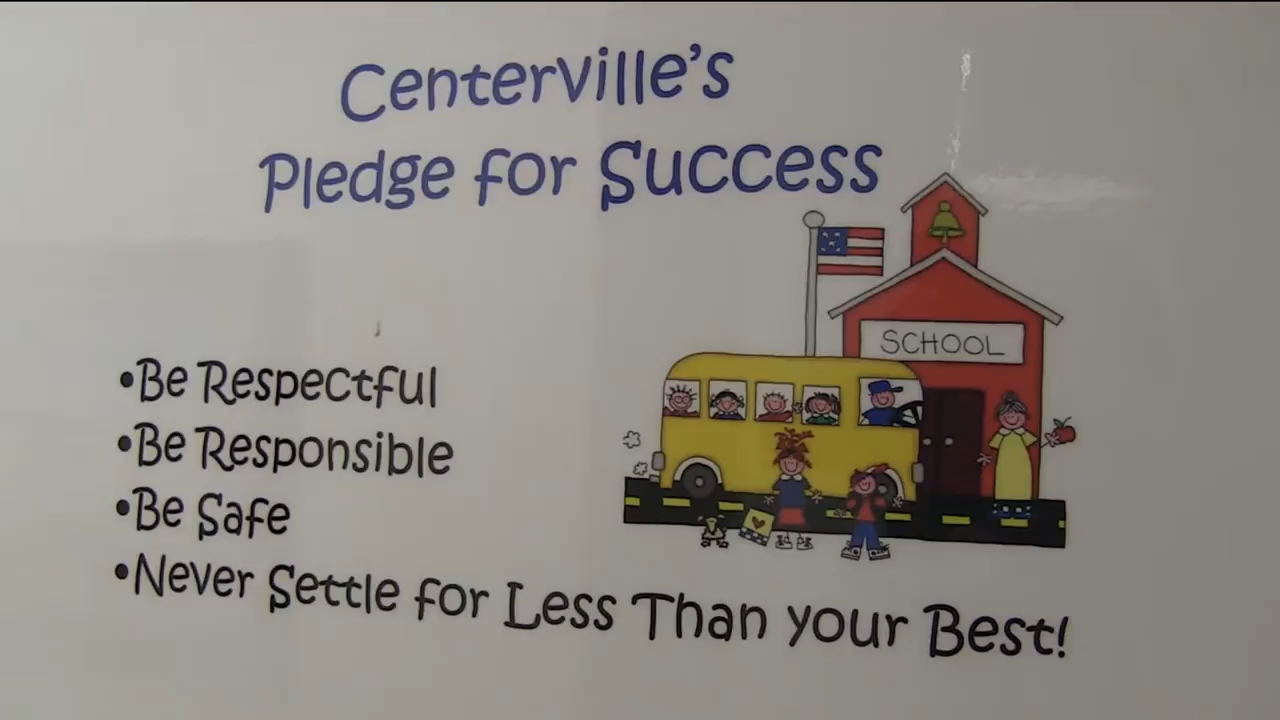 Centerville's
Pledge for Success
SCHOOL
•Be Respectful
•Be Responsible
•Be Safe
•Never Settle for Less Than your Best!